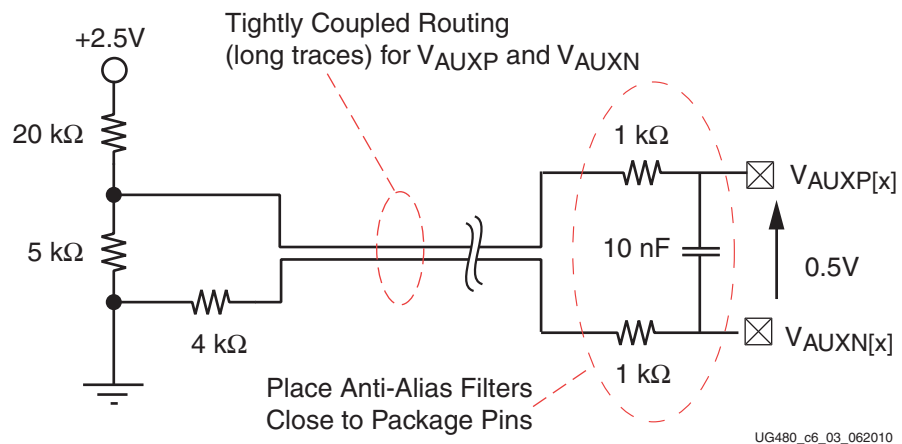 Tightly Coupled Routing
(long traces) for VAUXP and VAUXN
+2.5V
20 kΩ
5 kΩ
4 kΩ
1 kΩ
10 nF
1 kΩ
VAUXP[x]
0.5V
VAUXN[x]
Place Anti-Alias Filters
Close to Package Pins
UG480_c6_03_062010